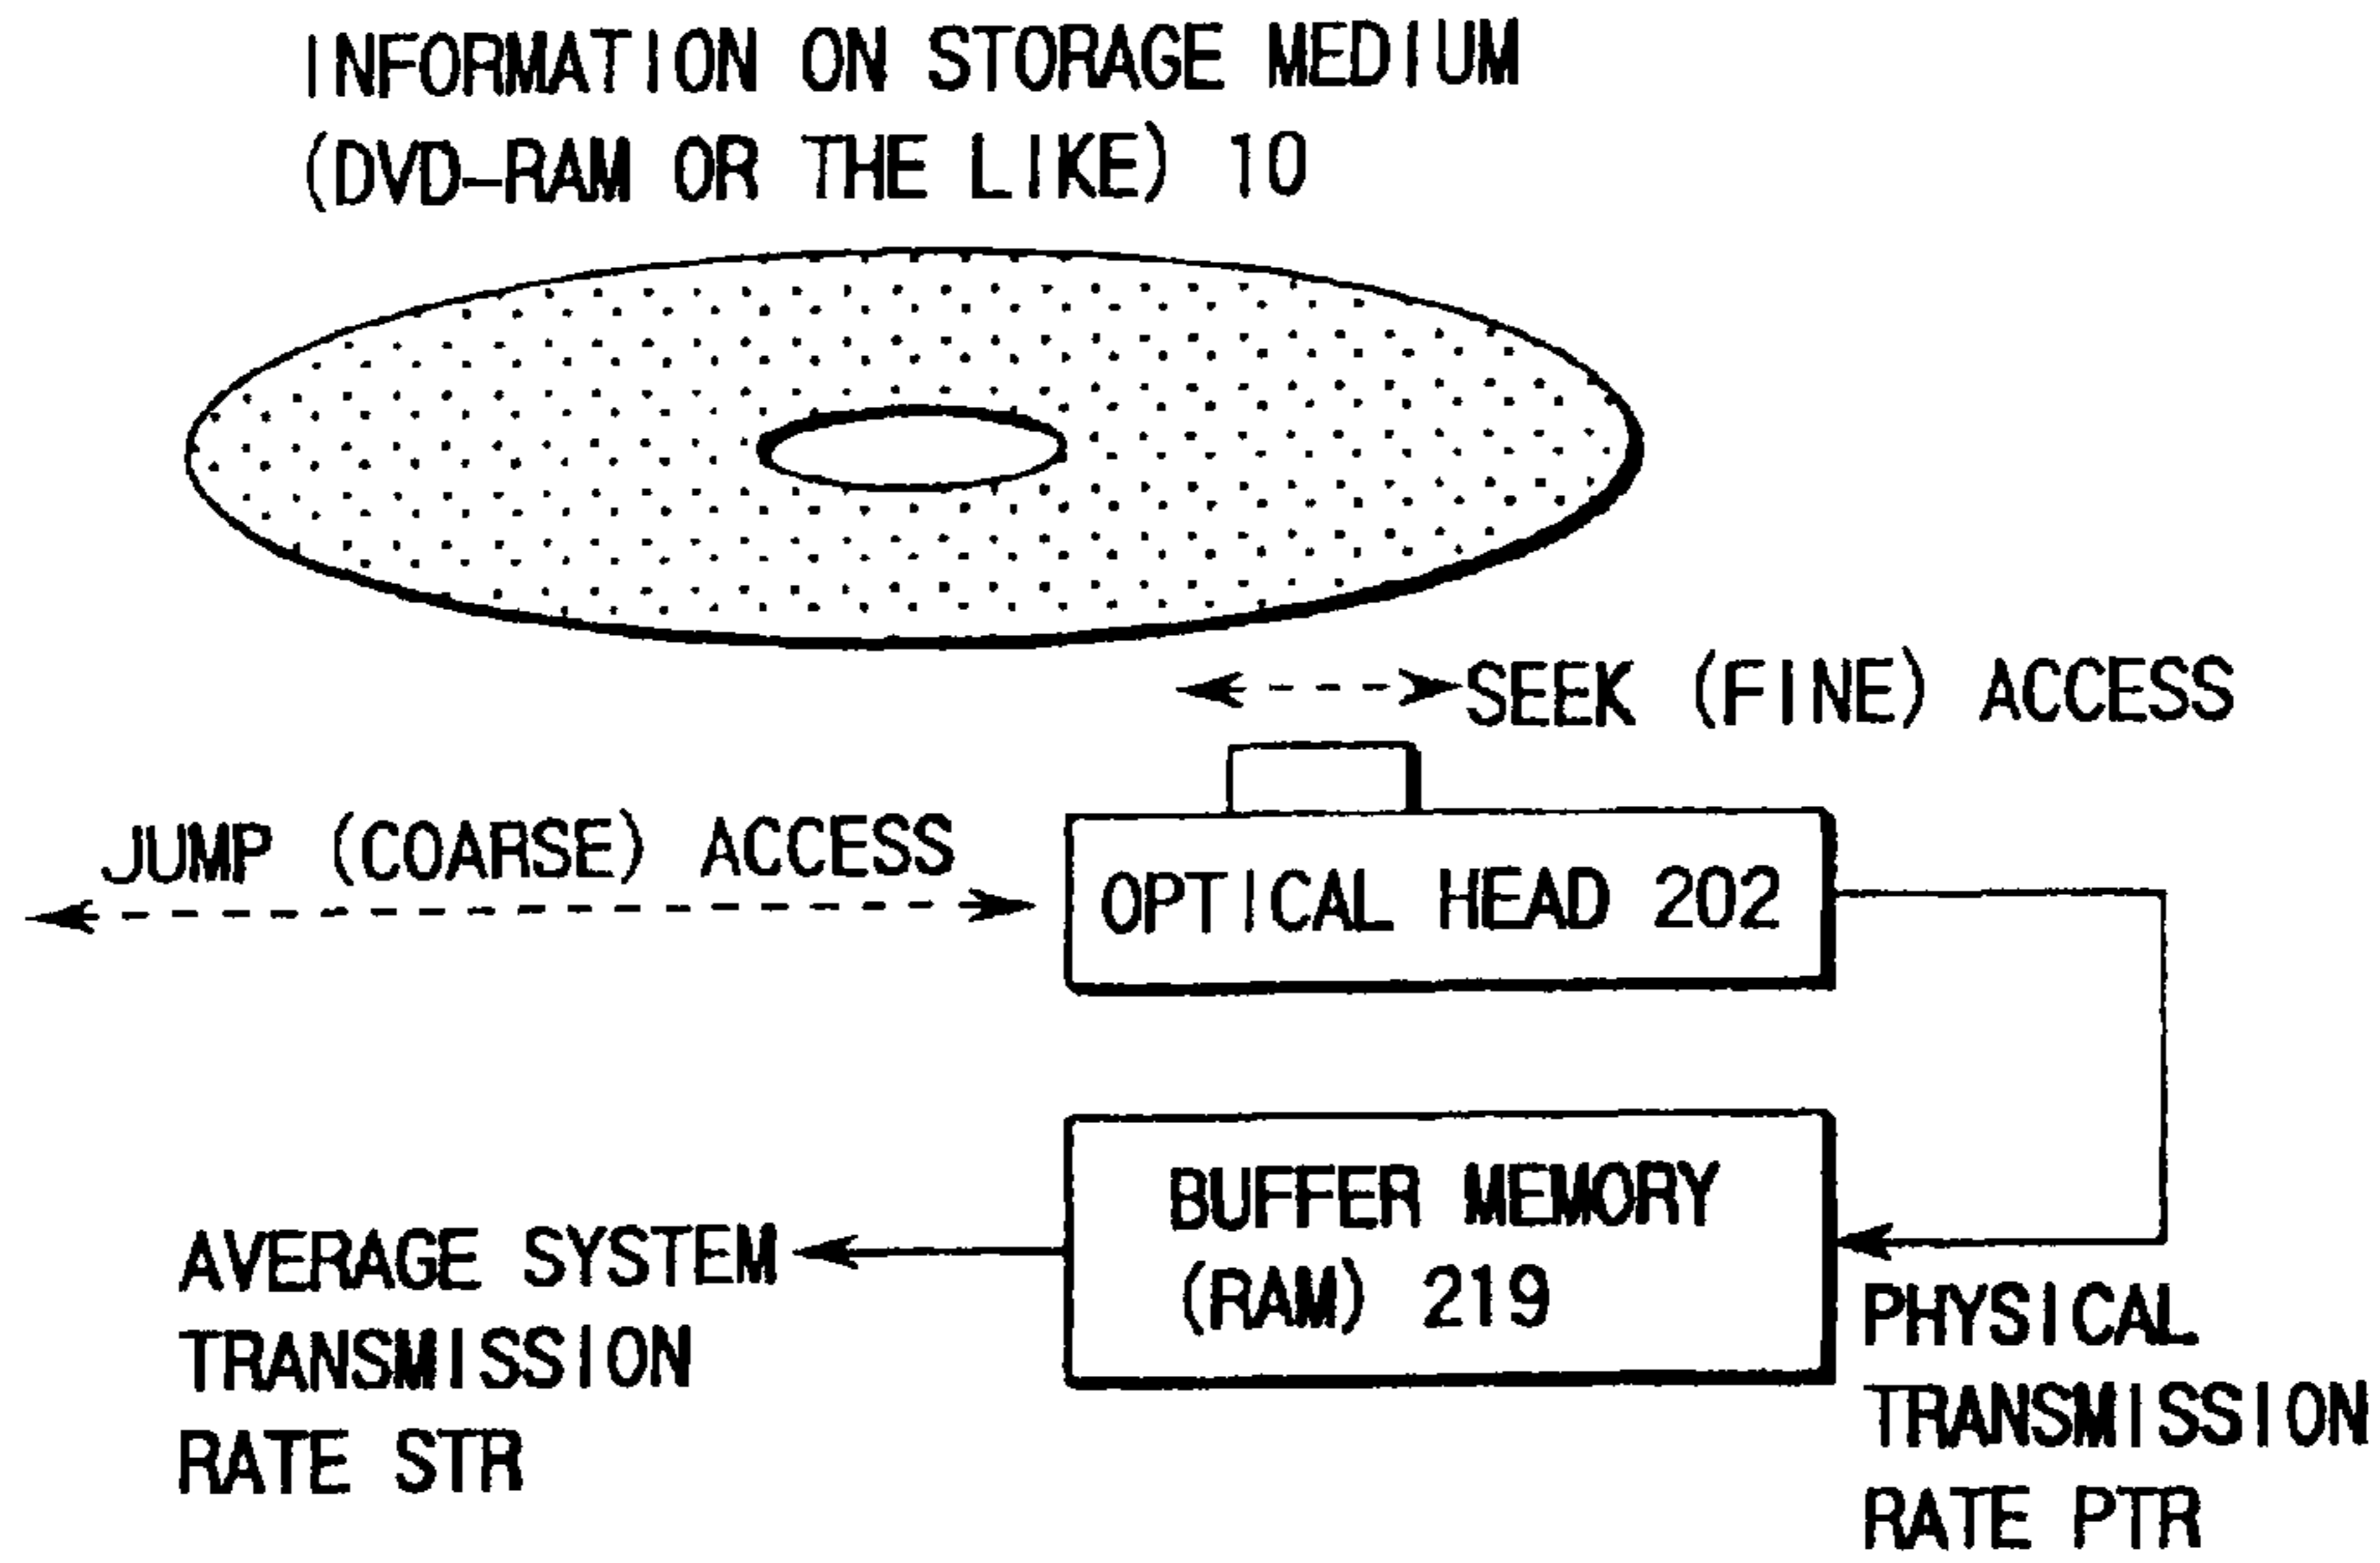 INFORMATION ON STORAGE MEDIUM
(DVD-RAM OR THE LIKE) 10
SEEK (FINE) ACCESS
JUMP (COARSE) ACCESS
OPTICAL HEAD 202
BUFFER MEMORY
(RAM) 219
AVERAGE SYSTEM
TRANSMISSION
RATE STR
PHYSICAL
TRANSMISSION
RATE PTR